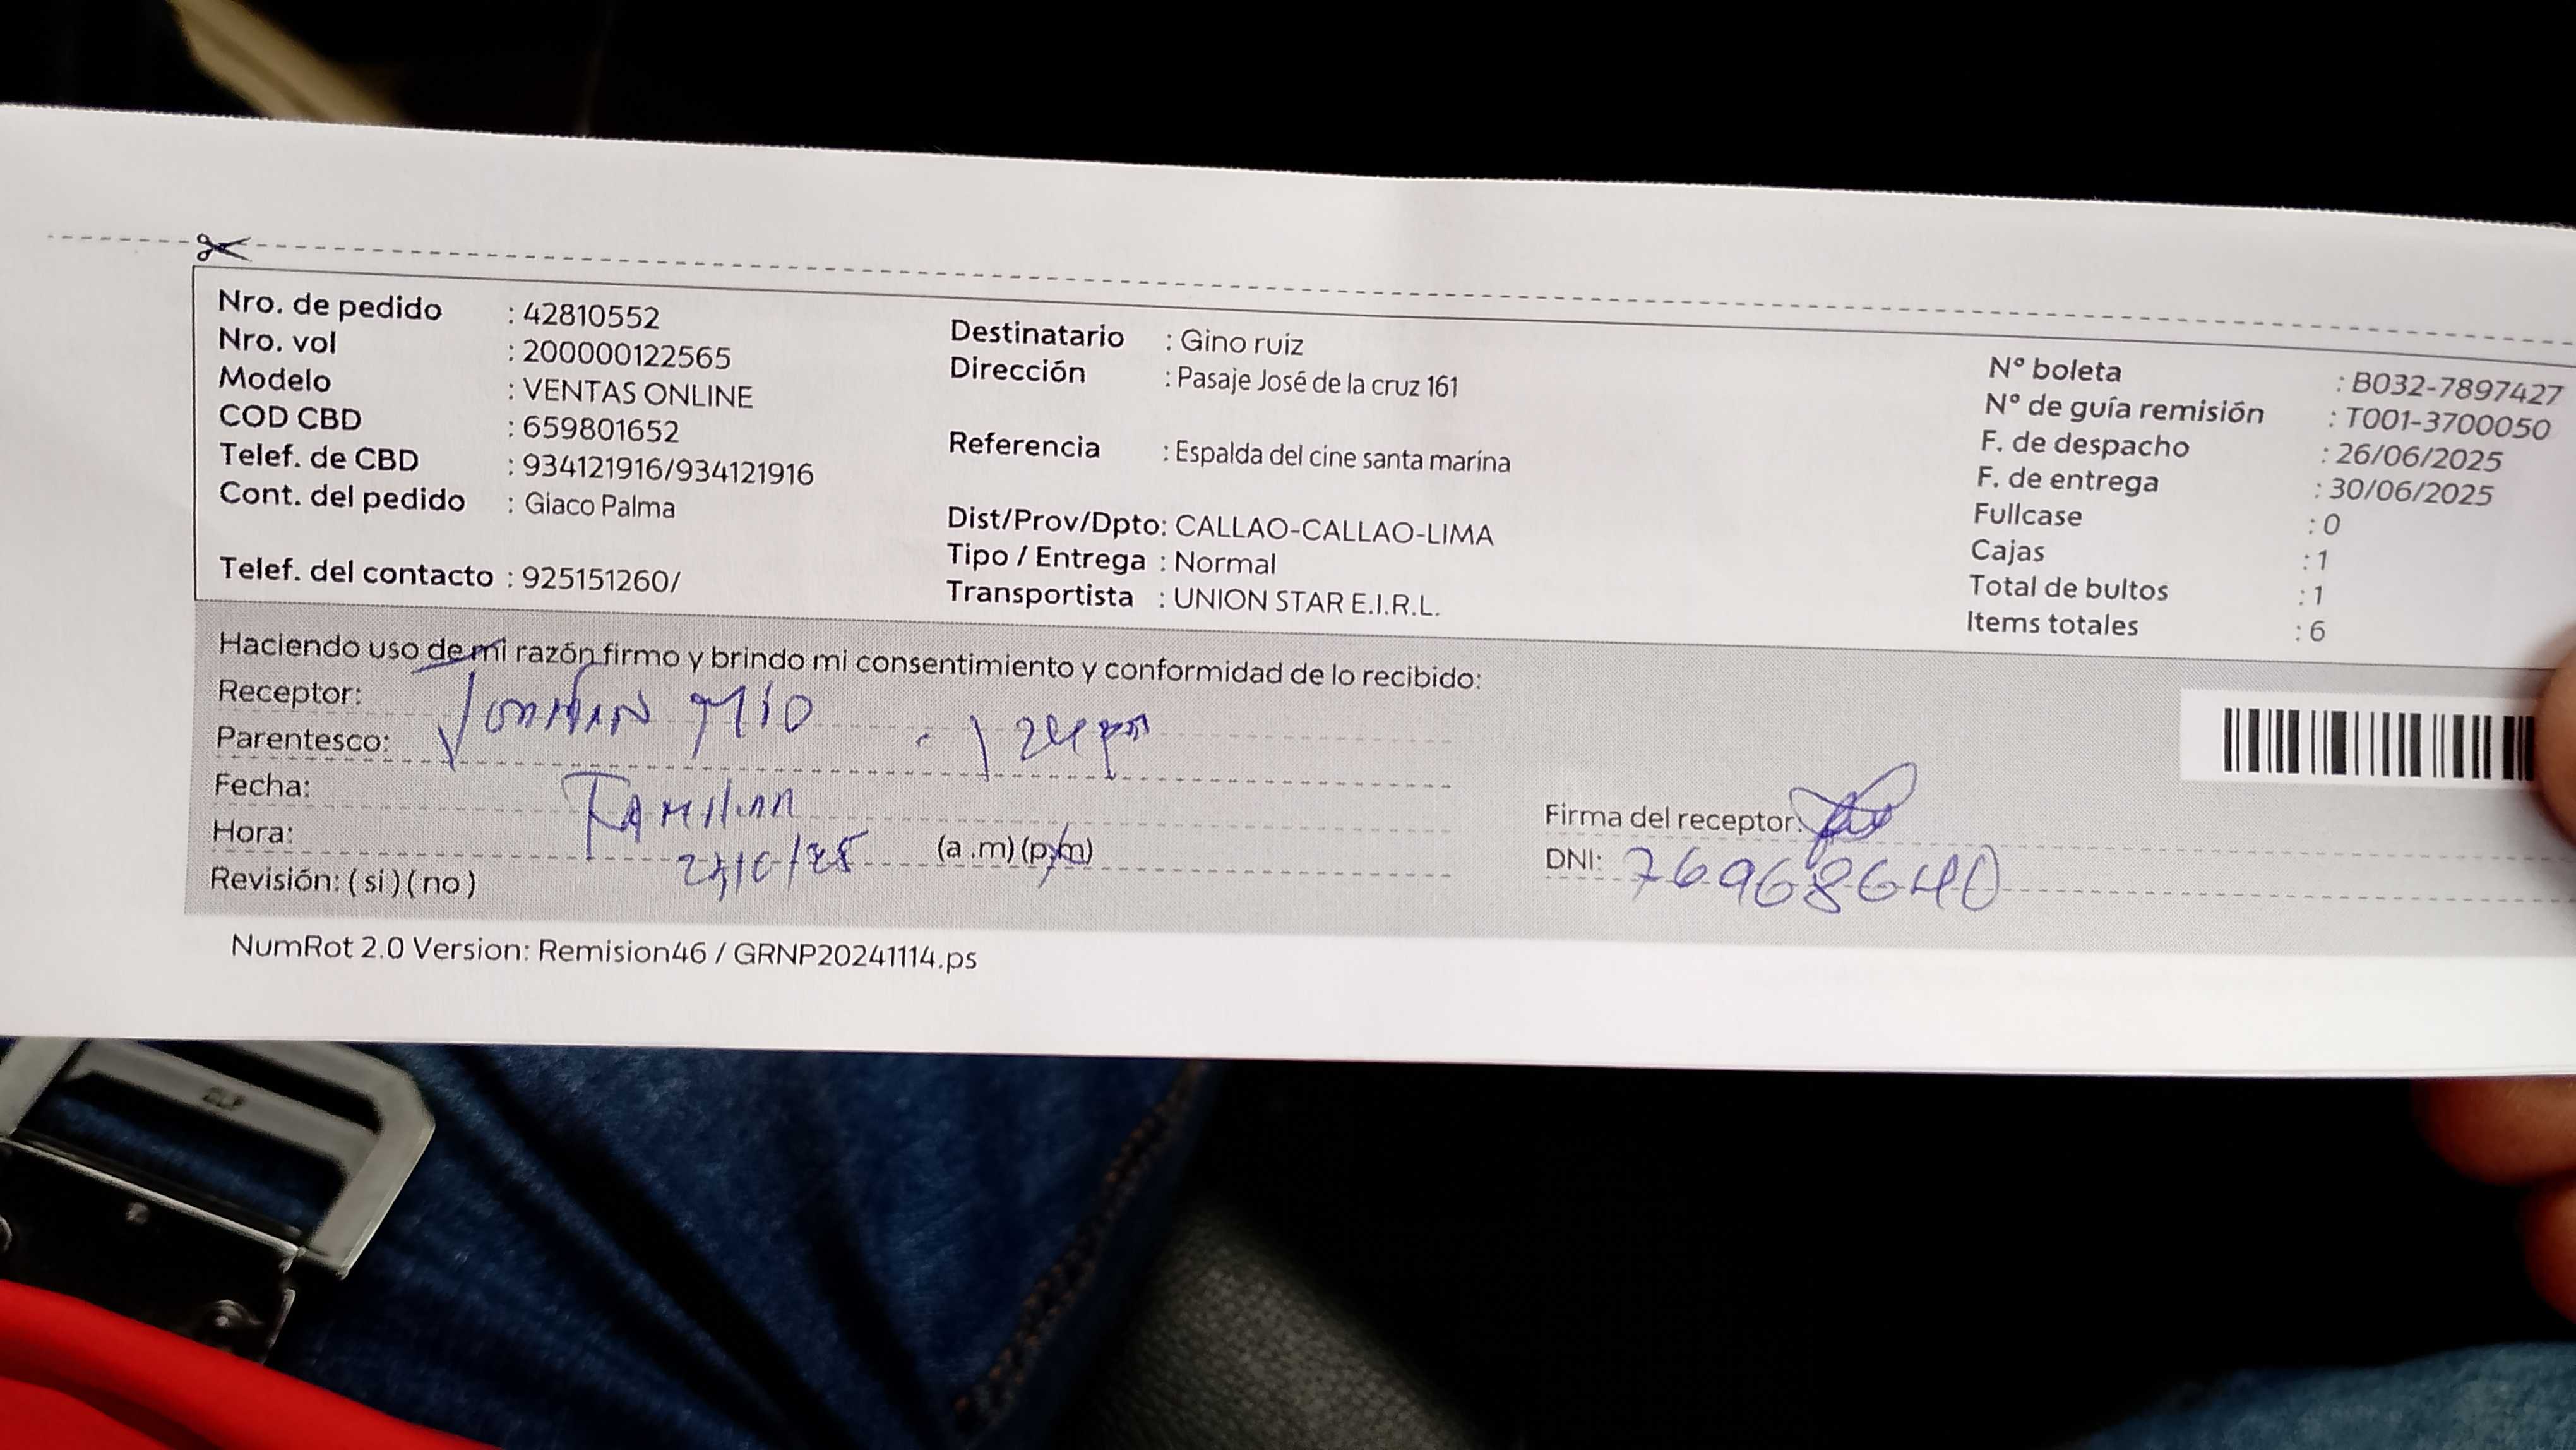 Nro. de pedido : 42810552
Nro. vol : 200000122565
Modelo : VENTAS ONLINE
COD CBD : 659801652
Telef. de CBD : 934121916/934121916
Cont. del pedido : Giaco Palma
Telef. del contacto : 925151260/
Destinatario : Gino ruiz
Dirección : Pasaje José de la cruz 161
Referencia : Espalda del cine santa marina
Dist/Prov/Dpto: CALLAO-CALLAO-LIMA
Tipo / Entrega : Normal
Transportista : UNION STAR E.I.R.L.
N° boleta : B032-7897427
N° de guía remisión : T001-3700050
F. de despacho : 26/06/2025
F. de entrega : 30/06/2025
Fullcase : 0
Cajas : 1
Total de bultos : 1
Items totales : 6
Haciendo uso de mi razón firmo y brindo mi consentimiento y conformidad de lo recibido:
Receptor: MIO
Parentesco:
Fecha:
Hora: (a .m) (p.m)
Revisión: ( si ) ( no )
Firma del receptor:
DNI: 76968640
NumRot 2.0 Version: Remision46 / GRNP20241114.ps